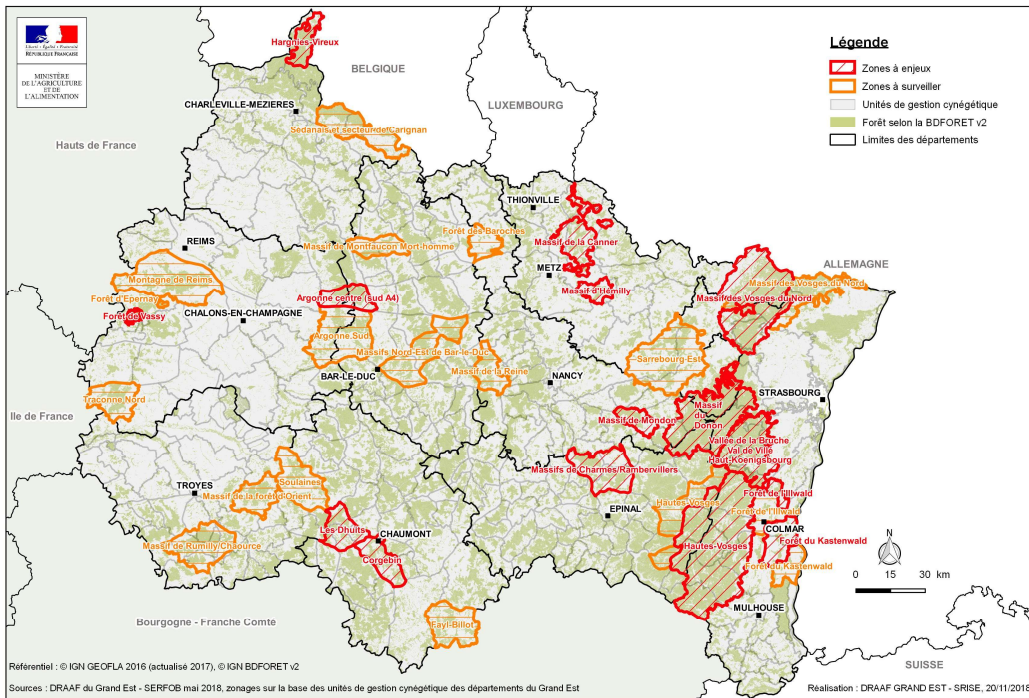 Liberté • Égalité • Fraternité
RÉPUBLIQUE FRANÇAISE
MINISTÈRE
DE L'AGRICULTURE
ET DE
L'ALIMENTATION
Légende
Zones à enjeux
Zones à surveiller
Unités de gestion cynégétique
Forêt selon la BDFORET v2
Limites des départements
Hargnies-Vireux
BELGIQUE
LUXEMBOURG
CHARLEVILLE-MEZIERES
Sedanais et secteur de Carignan
Hauts de France
THIONVILLE
Forêt des Baroches
Massif de Montfaucon Mort-homme
Massif de la Canner
REIMS
METZ
ALLEMAGNE
Montagne de Reims
Massif des Vosges du Nord
Massif d'Hémilly
Massif des Vosges du Nord
Forêt d'Epernay
Argonne centre (sud A4)
Forêt de Vassy
CHALONS-EN-CHAMPAGNE
Argonne Sud
Massifs Nord-Est de Bar-le-Duc
Sarrebourg-Est
BAR-LE-DUC
Massif de la Reine
NANCY
STRASBOURG
Traconne Nord
Ile de France
Massif de Mondon
Massif
du
Donon
Vallée de la Bruche
Val de Villé
Haut-Koenigsbourg
Massifs de Charmes/Rambervillers
Soulaines
TROYES
Massif de la forêt d'Orient
Forêt de l'Illwald
Hautes-Vosges
Forêt de l'Illwald
EPINAL
COLMAR
Les Dhuits
CHAUMONT
Forêt du Kastenwald
Massif de Rumilly/Chaource
Hautes-Vosges
Corgebin
Forêt du Kastenwald
N
0 15 30 km
MULHOUSE
Fayl-Billot
Bourgogne - Franche Comté
SUISSE
Référentiel : © IGN GEOFLA 2016 (actualisé 2017), © IGN BDFORET v2
Sources : DRAAF du Grand Est - SERFOB mai 2018, zonages sur la base des unités de gestion cynégétique des départements du Grand Est
Réalisation : DRAAF GRAND EST - SRISE, 20/11/2018